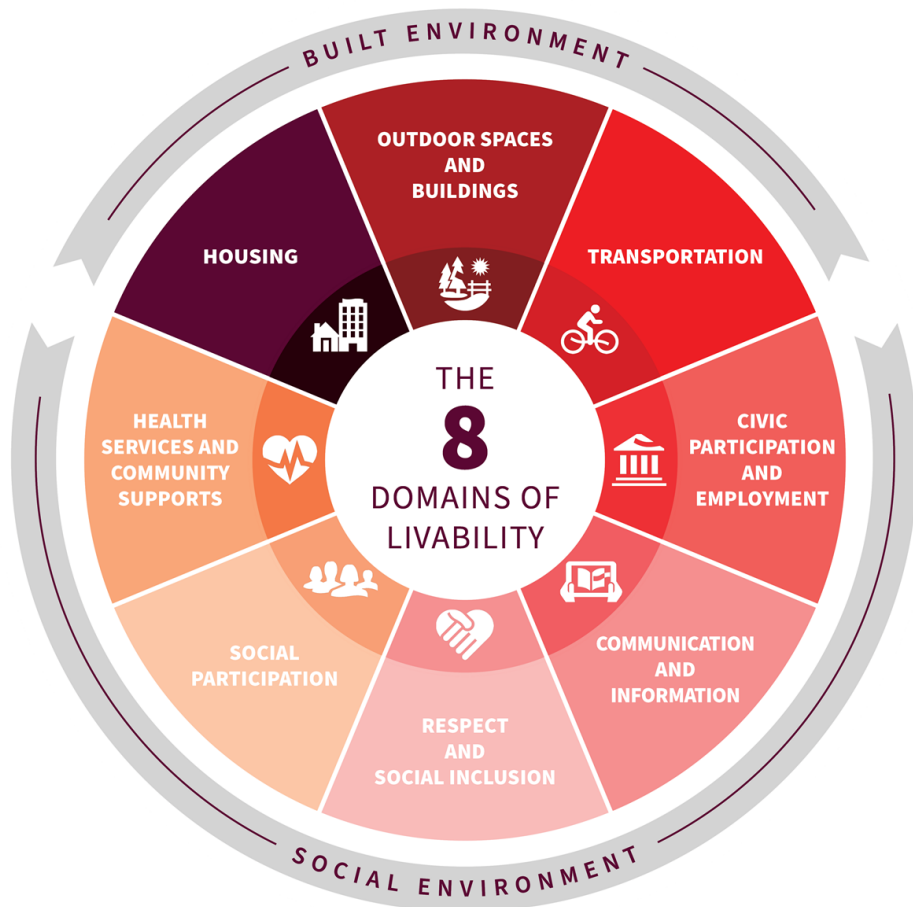 BUILT ENVIRONMENT
OUTDOOR SPACES
AND
BUILDINGS
TRANSPORTATION
CIVIC
PARTICIPATION
AND
EMPLOYMENT
COMMUNICATION
AND
INFORMATION
RESPECT
AND
SOCIAL INCLUSION
SOCIAL
PARTICIPATION
HEALTH
SERVICES AND
COMMUNITY
SUPPORTS
HOUSING
THE
8
DOMAINS OF
LIVABILITY
SOCIAL ENVIRONMENT